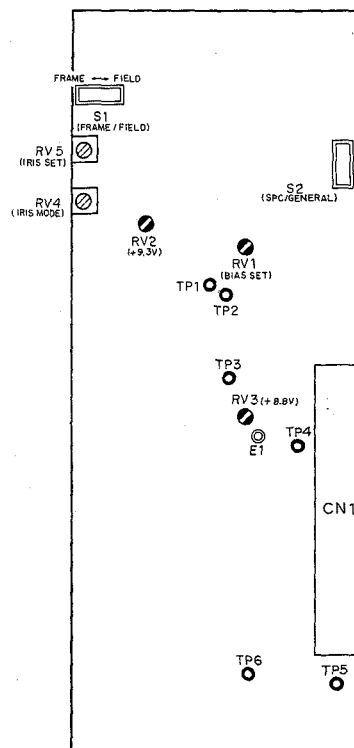 FRAME ↔ FIELD
S1
(FRAME/FIELD)
RV5
(IRIS SET)
S2
(SPC/GENERAL)
RV4
(IRIS MODE)
RV2
(+9.3V)
RV1
(BIAS SET)
TP1
TP2
TP3
RV3 (+8.8V)
E1
TP4
CN1
TP6
TP5